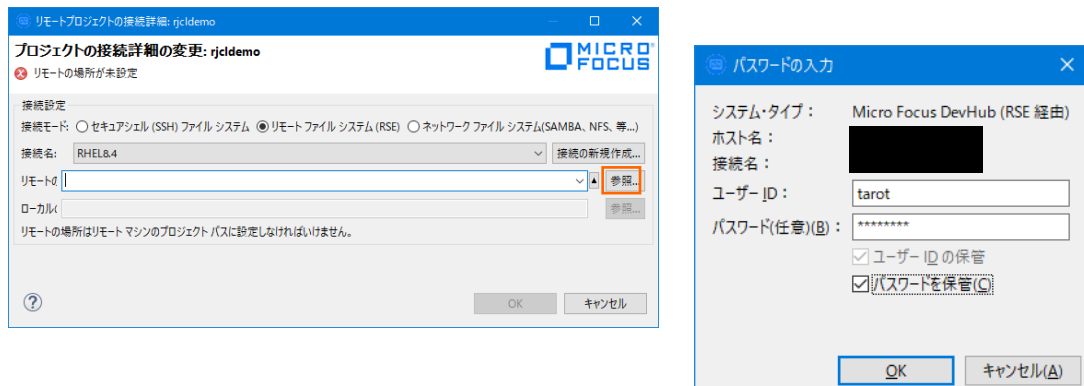 リモートプロジェクトの接続詳細: rjcldemo
プロジェクトの接続詳細の変更: rjcldemo
リモートの場所が未設定
MICRO
FOCUS
接続設定
接続モード: セキュアシェル (SSH) ファイル システム リモート ファイル システム (RSE) ネットワーク ファイル システム(SAMBA、NFS、等...)
接続名: RHEL8.4 接続の新規作成...
リモートの 参照...
ローカル( 参照...
リモートの場所はリモート マシンのプロジェクト パスに設定しなければいけません。
OK キャンセル
パスワードの入力
システム・タイプ： Micro Focus DevHub (RSE 経由)
ホスト名：
接続名：
ユーザー ID： tarot
パスワード(任意)(B)： ********
ユーザー ID の保管
パスワードを保管(C)
OK キャンセル(A)